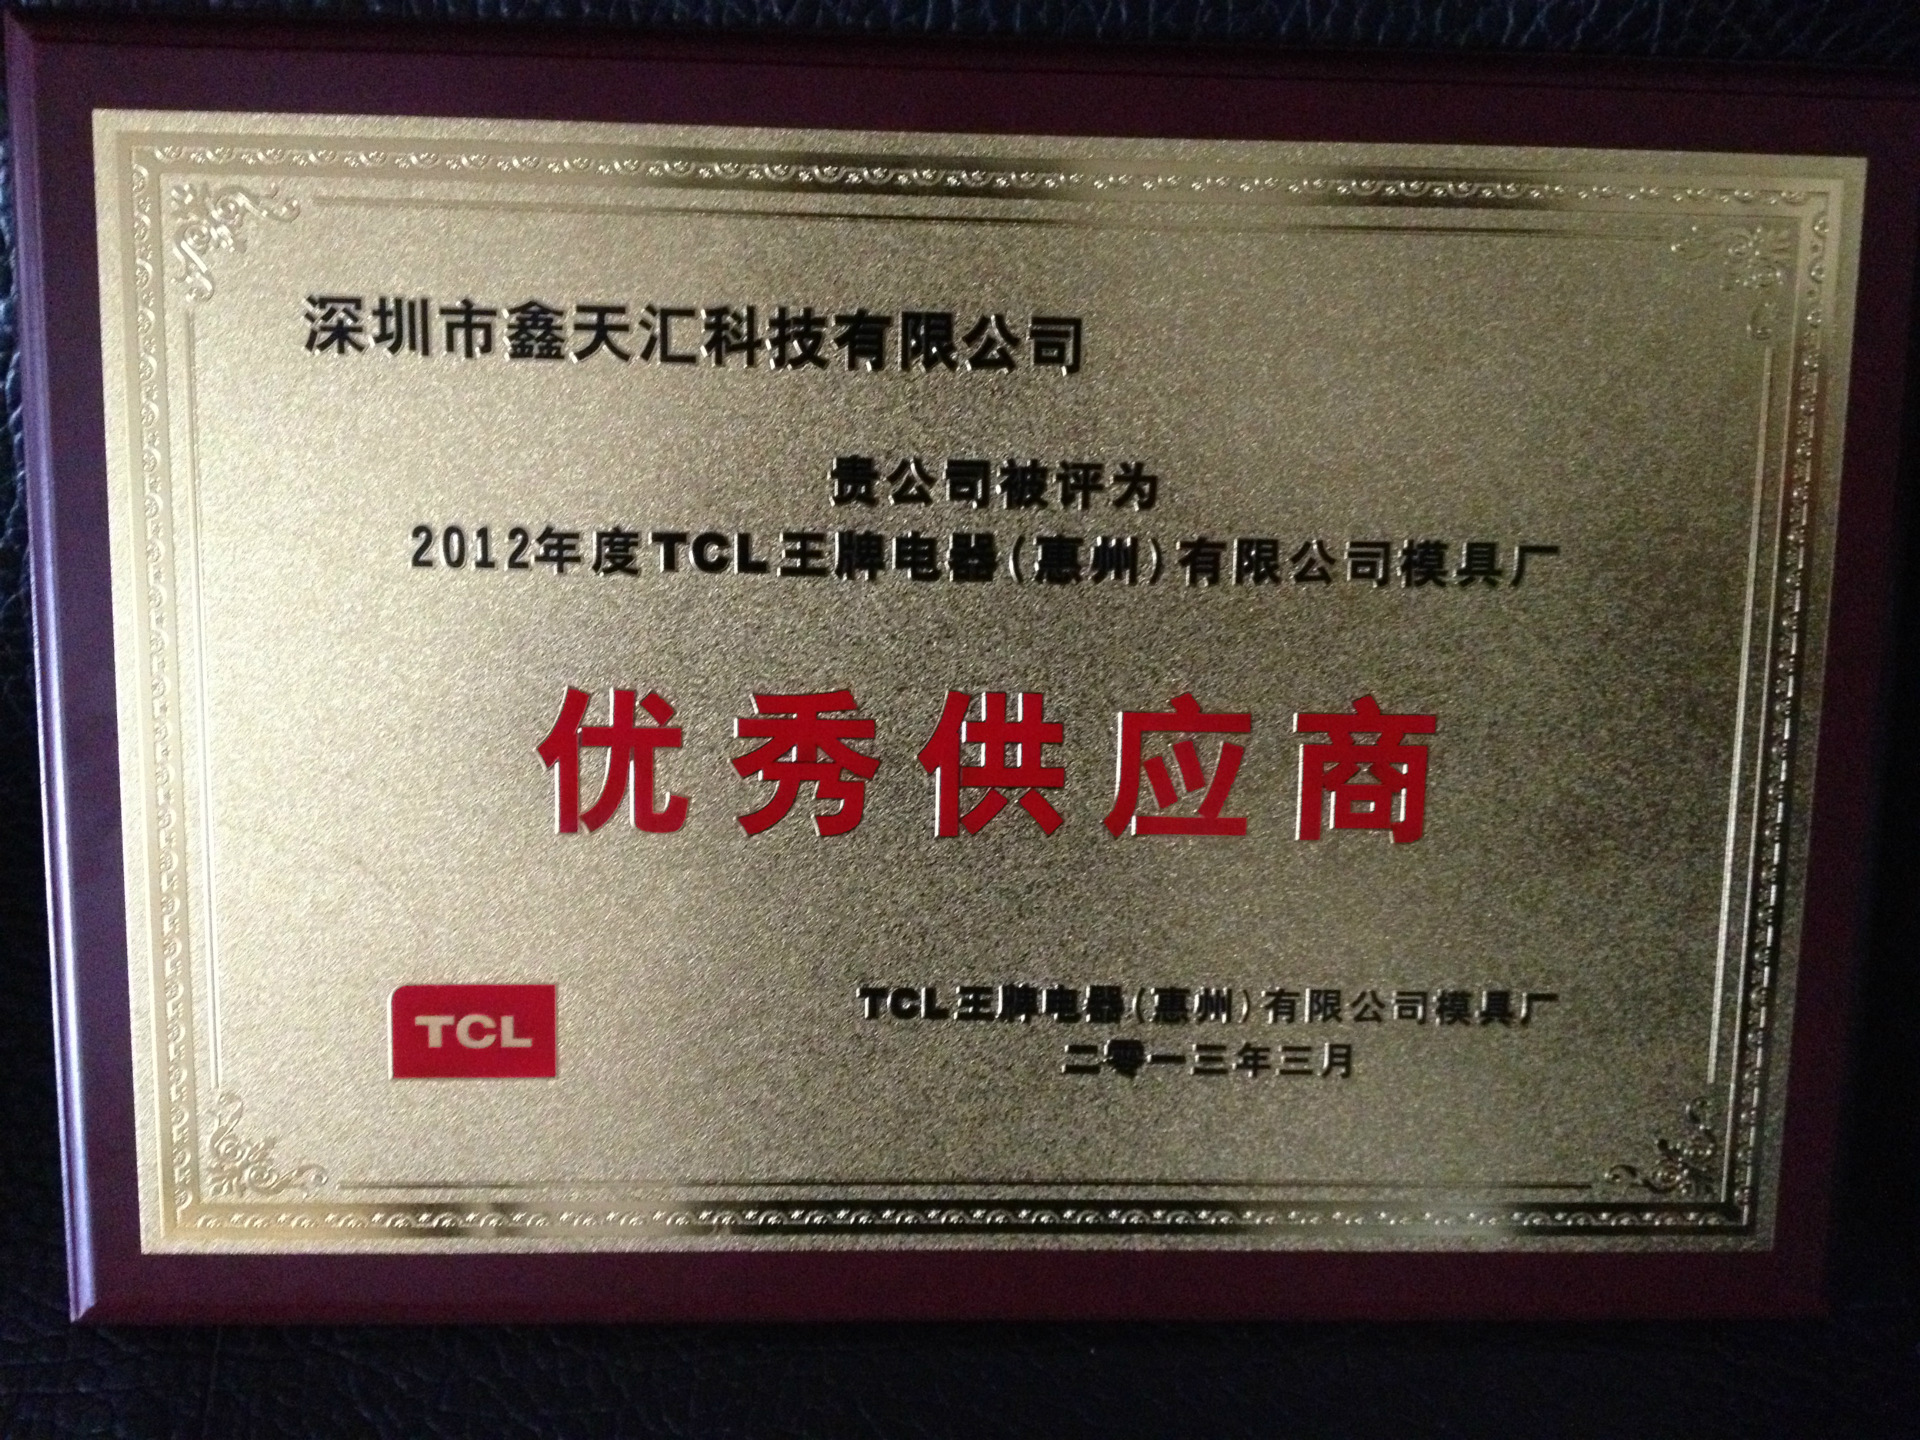 深圳市鑫天汇科技有限公司
贵公司被评为
2012年度TCL王牌电器(惠州)有限公司模具厂
优秀供应商
TCL
TCL王牌电器(惠州)有限公司模具厂
二零一三年三月